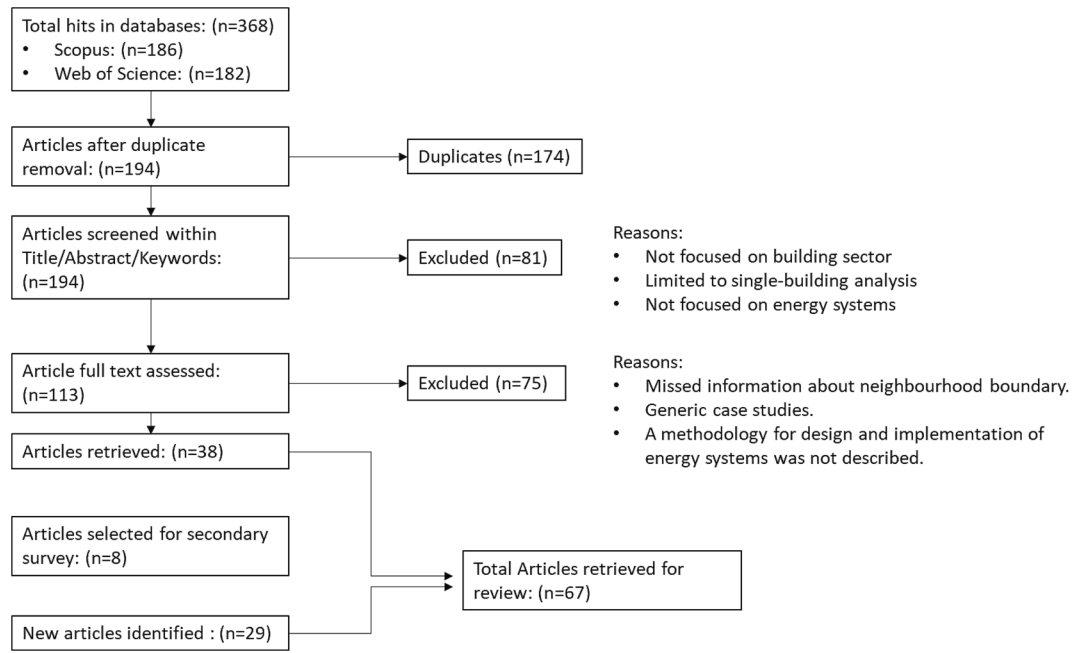 Total hits in databases: (n=368)
• Scopus: (n=186)
• Web of Science: (n=182)
Articles after duplicate
removal: (n=194)
Duplicates (n=174)
Articles screened within
Title/Abstract/Keywords:
(n=194)
Excluded (n=81)
Reasons:
• Not focused on building sector
• Limited to single-building analysis
• Not focused on energy systems
Article full text assessed:
(n=113)
Excluded (n=75)
Reasons:
• Missed information about neighbourhood boundary.
• Generic case studies.
• A methodology for design and implementation of
energy systems was not described.
Articles retrieved: (n=38)
Articles selected for secondary
survey: (n=8)
Total Articles retrieved for
review: (n=67)
New articles identified : (n=29)